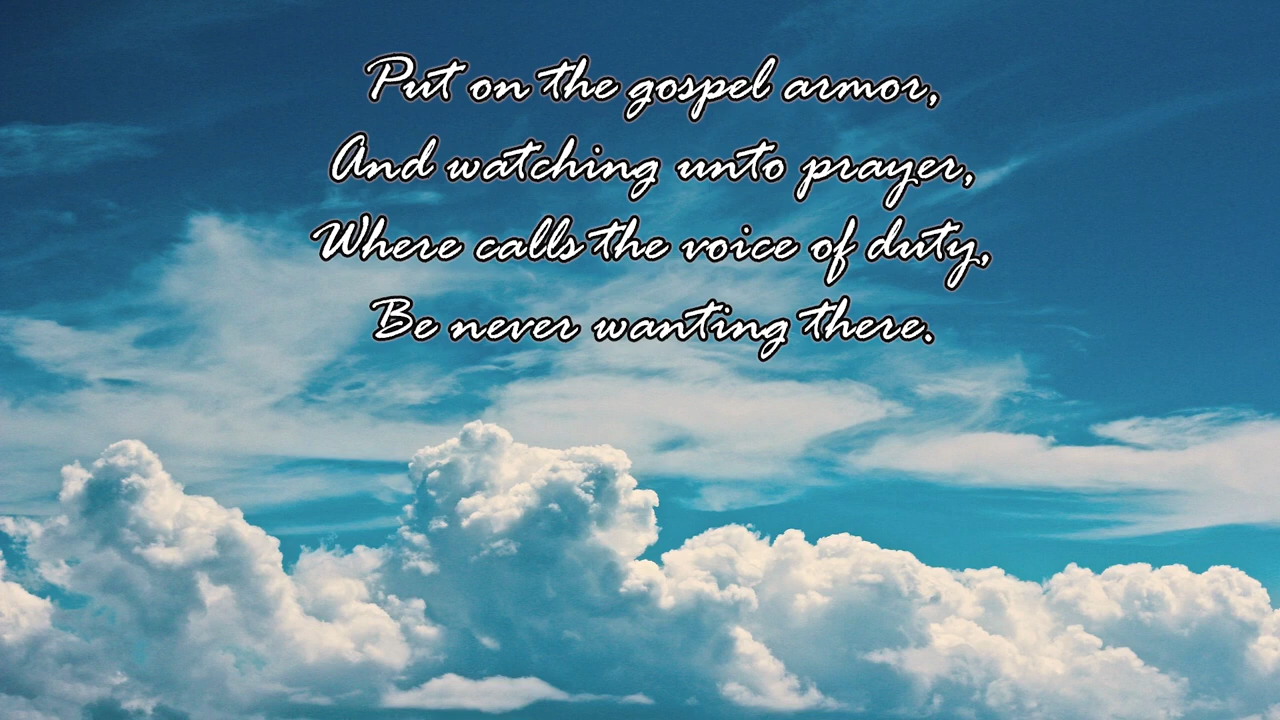 Put on the gospel armor,
And watching unto prayer,
Where calls the voice of duty,
Be never wanting there.